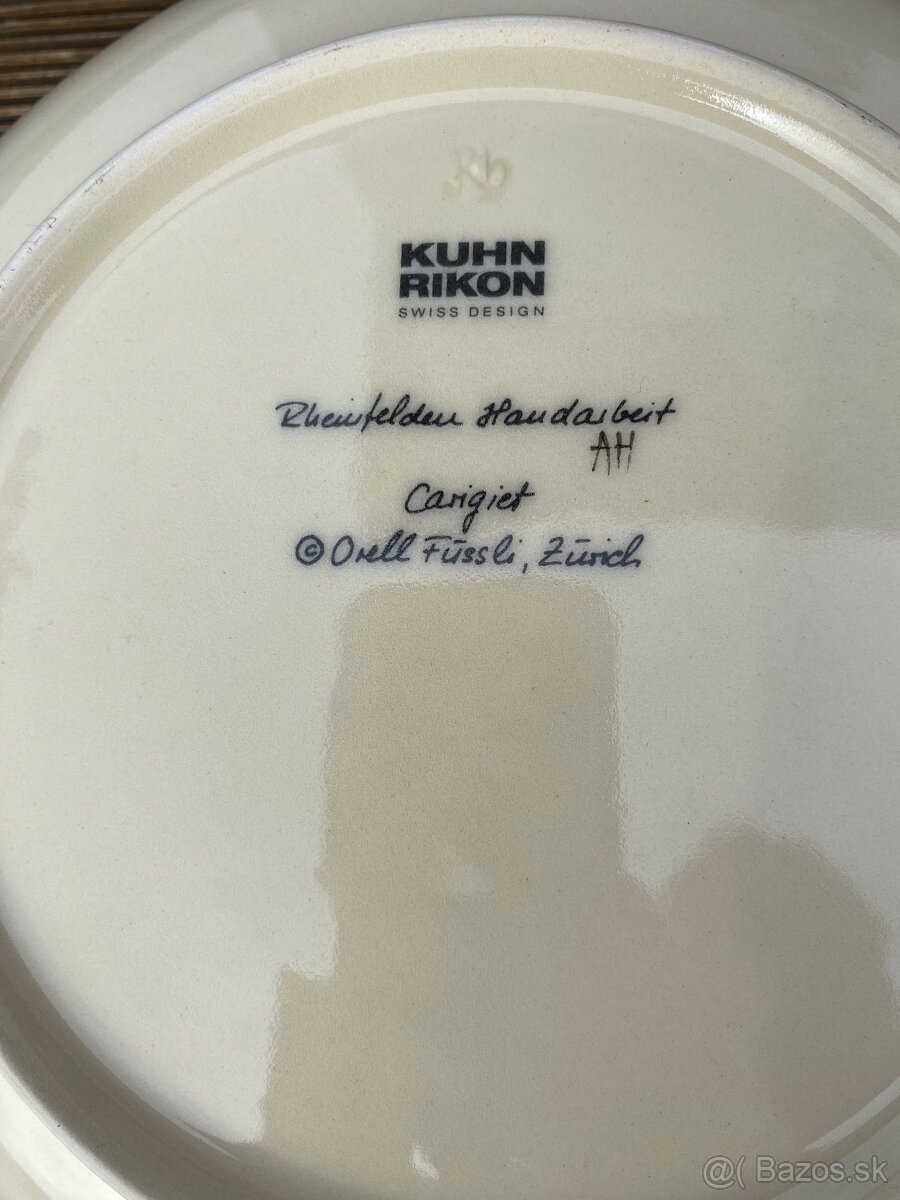 Rb
KUHN
RIKON
SWISS DESIGN
Rheinfelden Handarbeit
AH
Carigiet
© Orell Füssli, Zürich
@( Bazos.sk